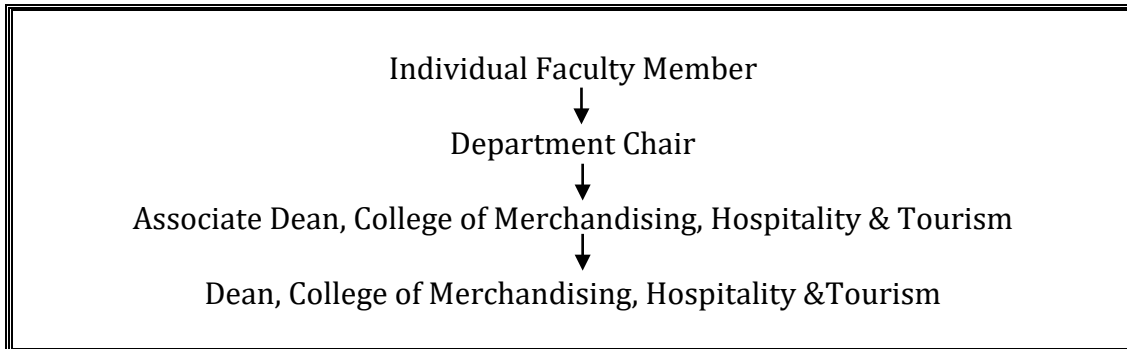 Individual Faculty Member
Department Chair
Associate Dean, College of Merchandising, Hospitality & Tourism
Dean, College of Merchandising, Hospitality &Tourism